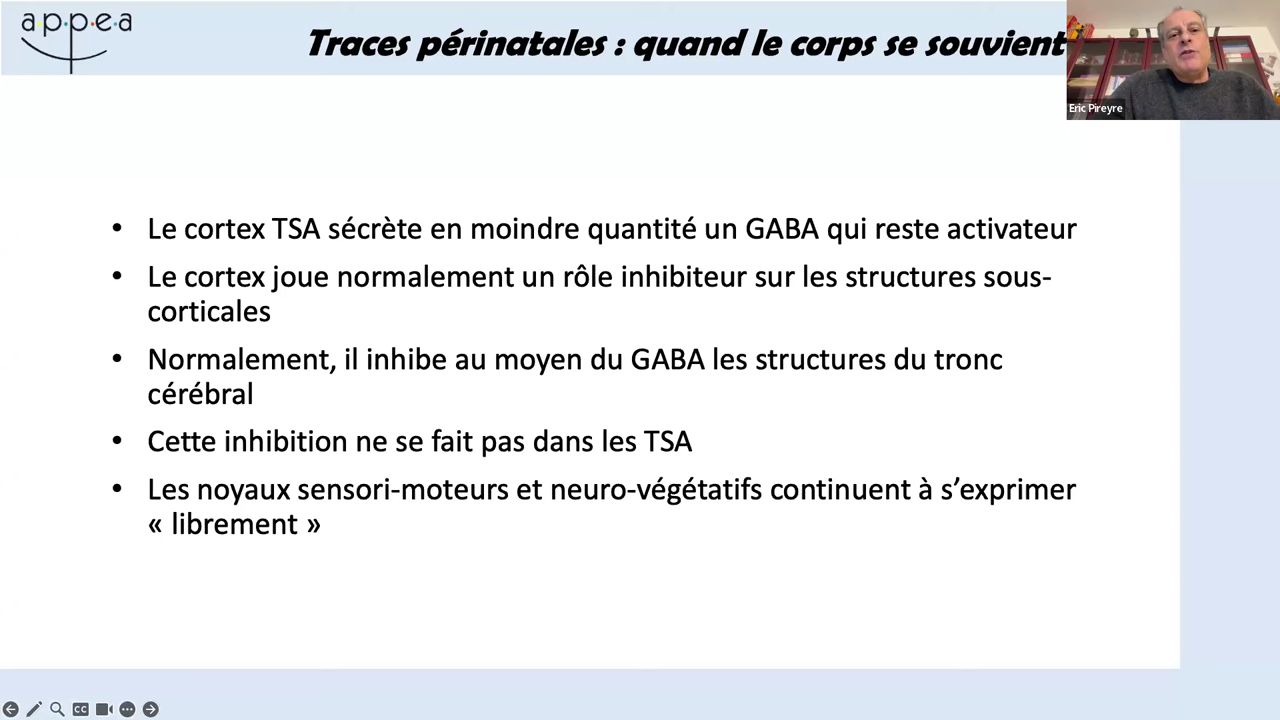 a·p·p·e·a
Traces périnatales : quand le corps se souvient
Eric Pireyre
• Le cortex TSA sécrète en moindre quantité un GABA qui reste activateur
• Le cortex joue normalement un rôle inhibiteur sur les structures sous-
corticales
• Normalement, il inhibe au moyen du GABA les structures du tronc
cérébral
• Cette inhibition ne se fait pas dans les TSA
• Les noyaux sensori-moteurs et neuro-végétatifs continuent à s’exprimer
« librement »
CC